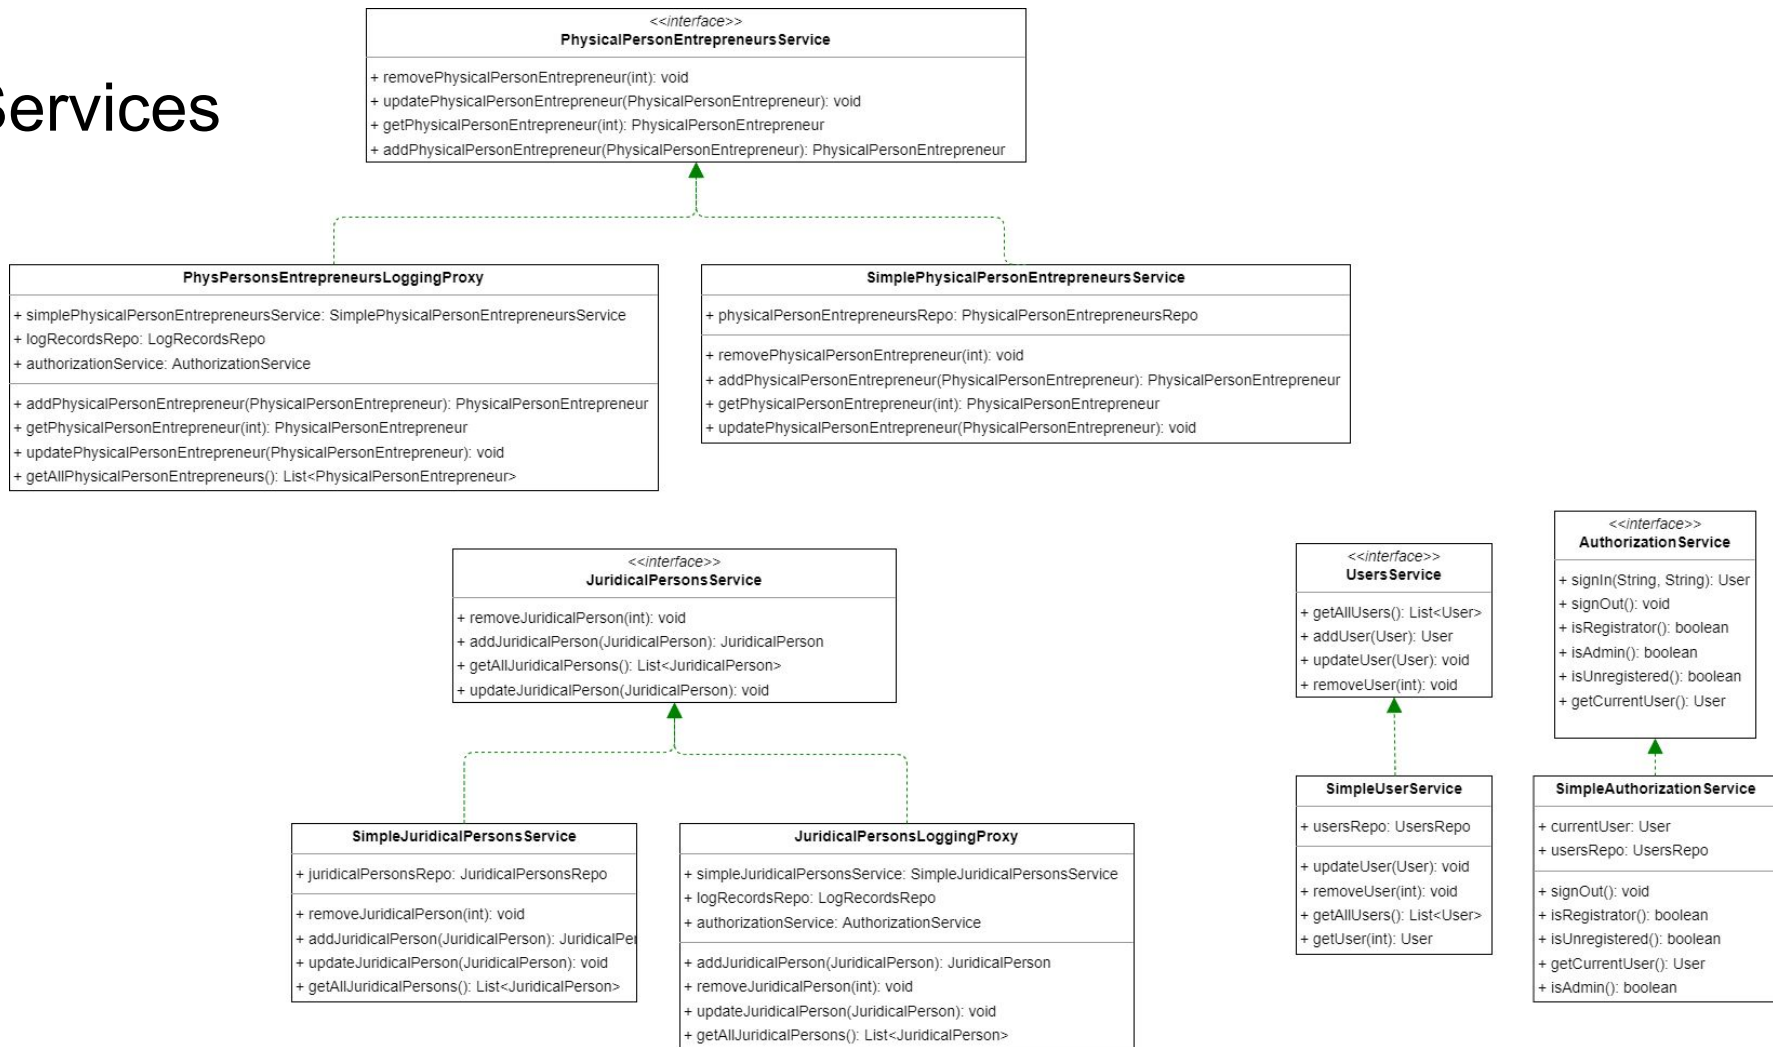 Services
<<interface>>
PhysicalPersonEntrepreneursService
+ removePhysicalPersonEntrepreneur(int): void
+ updatePhysicalPersonEntrepreneur(PhysicalPersonEntrepreneur): void
+ getPhysicalPersonEntrepreneur(int): PhysicalPersonEntrepreneur
+ addPhysicalPersonEntrepreneur(PhysicalPersonEntrepreneur): PhysicalPersonEntrepreneur
PhysPersonsEntrepreneursLoggingProxy
+ simplePhysicalPersonEntrepreneursService: SimplePhysicalPersonEntrepreneursService
+ logRecordsRepo: LogRecordsRepo
+ authorizationService: AuthorizationService
+ addPhysicalPersonEntrepreneur(PhysicalPersonEntrepreneur): PhysicalPersonEntrepreneur
+ getPhysicalPersonEntrepreneur(int): PhysicalPersonEntrepreneur
+ updatePhysicalPersonEntrepreneur(PhysicalPersonEntrepreneur): void
+ getAllPhysicalPersonEntrepreneurs(): List<PhysicalPersonEntrepreneur>
SimplePhysicalPersonEntrepreneursService
+ physicalPersonEntrepreneursRepo: PhysicalPersonEntrepreneursRepo
+ removePhysicalPersonEntrepreneur(int): void
+ addPhysicalPersonEntrepreneur(PhysicalPersonEntrepreneur): PhysicalPersonEntrepreneur
+ getPhysicalPersonEntrepreneur(int): PhysicalPersonEntrepreneur
+ updatePhysicalPersonEntrepreneur(PhysicalPersonEntrepreneur): void
<<interface>>
JuridicalPersonsService
+ removeJuridicalPerson(int): void
+ addJuridicalPerson(JuridicalPerson): JuridicalPerson
+ getAllJuridicalPersons(): List<JuridicalPerson>
+ updateJuridicalPerson(JuridicalPerson): void
<<interface>>
UsersService
+ getAllUsers(): List<User>
+ addUser(User): User
+ updateUser(User): void
+ removeUser(int): void
<<interface>>
AuthorizationService
+ signIn(String, String): User
+ signOut(): void
+ isRegistrator(): boolean
+ isAdmin(): boolean
+ isUnregistered(): boolean
+ getCurrentUser(): User
SimpleJuridicalPersonsService
+ juridicalPersonsRepo: JuridicalPersonsRepo
+ removeJuridicalPerson(int): void
+ addJuridicalPerson(JuridicalPerson): JuridicalPer
+ updateJuridicalPerson(JuridicalPerson): void
+ getAllJuridicalPersons(): List<JuridicalPerson>
JuridicalPersonsLoggingProxy
+ simpleJuridicalPersonsService: SimpleJuridicalPersonsService
+ logRecordsRepo: LogRecordsRepo
+ authorizationService: AuthorizationService
+ addJuridicalPerson(JuridicalPerson): JuridicalPerson
+ removeJuridicalPerson(int): void
+ updateJuridicalPerson(JuridicalPerson): void
+ getAllJuridicalPersons(): List<JuridicalPerson>
SimpleUserService
+ usersRepo: UsersRepo
+ updateUser(User): void
+ removeUser(int): void
+ getAllUsers(): List<User>
+ getUser(int): User
SimpleAuthorizationService
+ currentUser: User
+ usersRepo: UsersRepo
+ signOut(): void
+ isRegistrator(): boolean
+ isUnregistered(): boolean
+ getCurrentUser(): User
+ isAdmin(): boolean